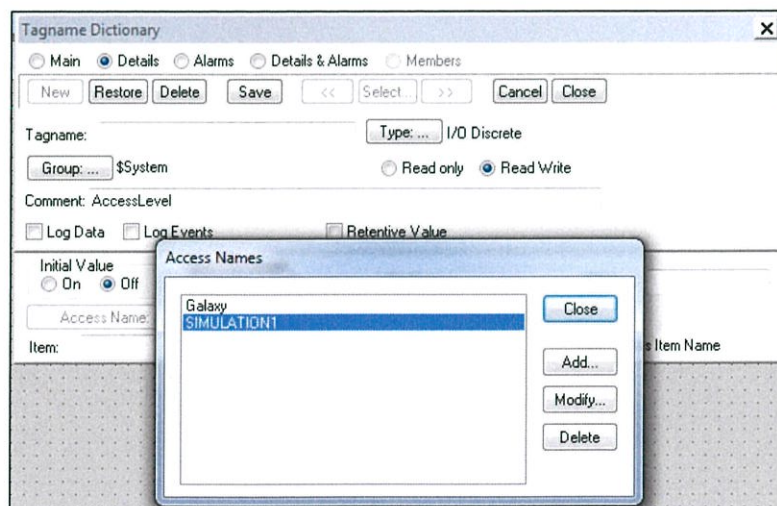 Tagname Dictionary
Main Details Alarms Details & Alarms Members
New Restore Delete Save << Select... >> Cancel Close
Tagname: Type: ... I/O Discrete
Group: ... $System Read only Read Write
Comment: AccessLevel
Log Data Log Events Retentive Value
Initial Value
On Off
Access Name:
Item: s Item Name
Access Names
Galaxy
SIMULATION1
Close
Add...
Modify...
Delete